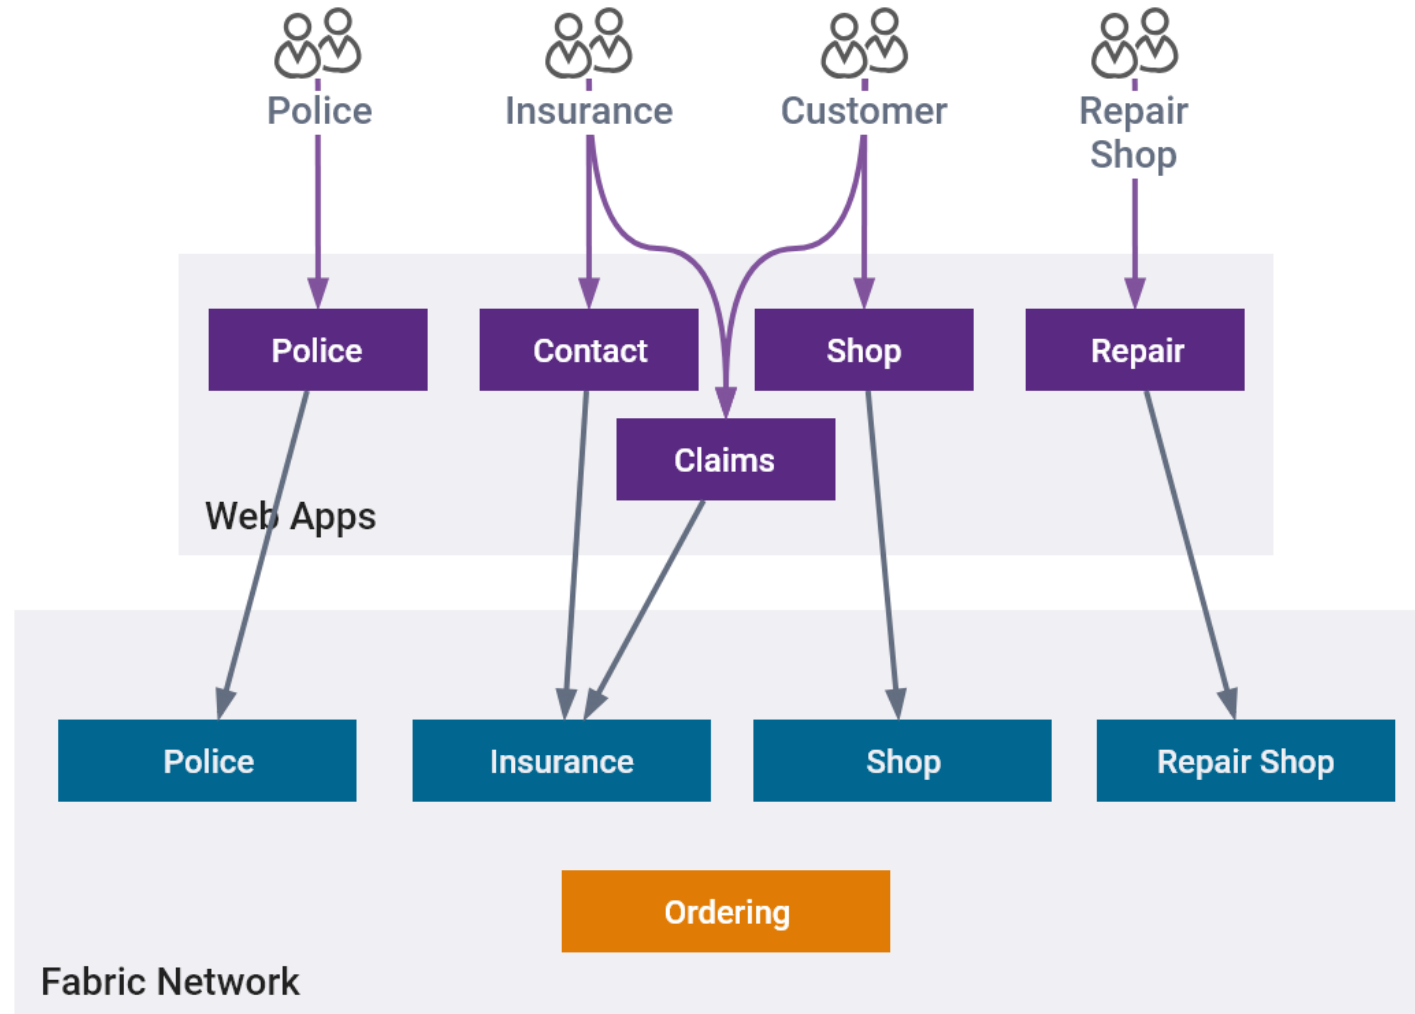 Police
Insurance
Customer
Repair
Shop
Police
Contact
Shop
Repair
Claims
Web Apps
Police
Insurance
Shop
Repair Shop
Ordering
Fabric Network